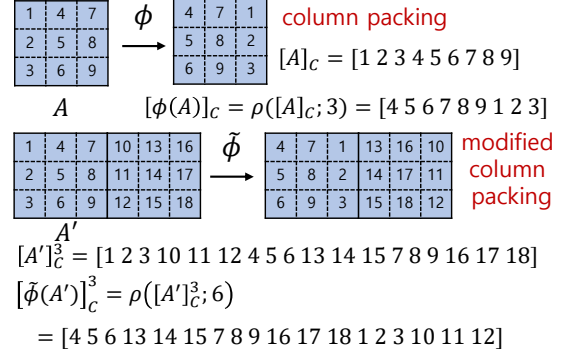 1 4 7 ϕ 4 7 1 column packing
2 5 8 5 8 2
3 6 9 6 9 3 [A]_C = [1 2 3 4 5 6 7 8 9]
A [ϕ(A)]_C = ρ([A]_C; 3) = [4 5 6 7 8 9 1 2 3]
1 4 7 10 13 16 ϕ̃ 4 7 1 13 16 10 modified
2 5 8 11 14 17 5 8 2 14 17 11 column
3 6 9 12 15 18 6 9 3 15 18 12 packing
A′
[A′]_C^3 = [1 2 3 10 11 12 4 5 6 13 14 15 7 8 9 16 17 18]
[ϕ̃(A′)]_C^3 = ρ([A′]_C^3; 6)
= [4 5 6 13 14 15 7 8 9 16 17 18 1 2 3 10 11 12]